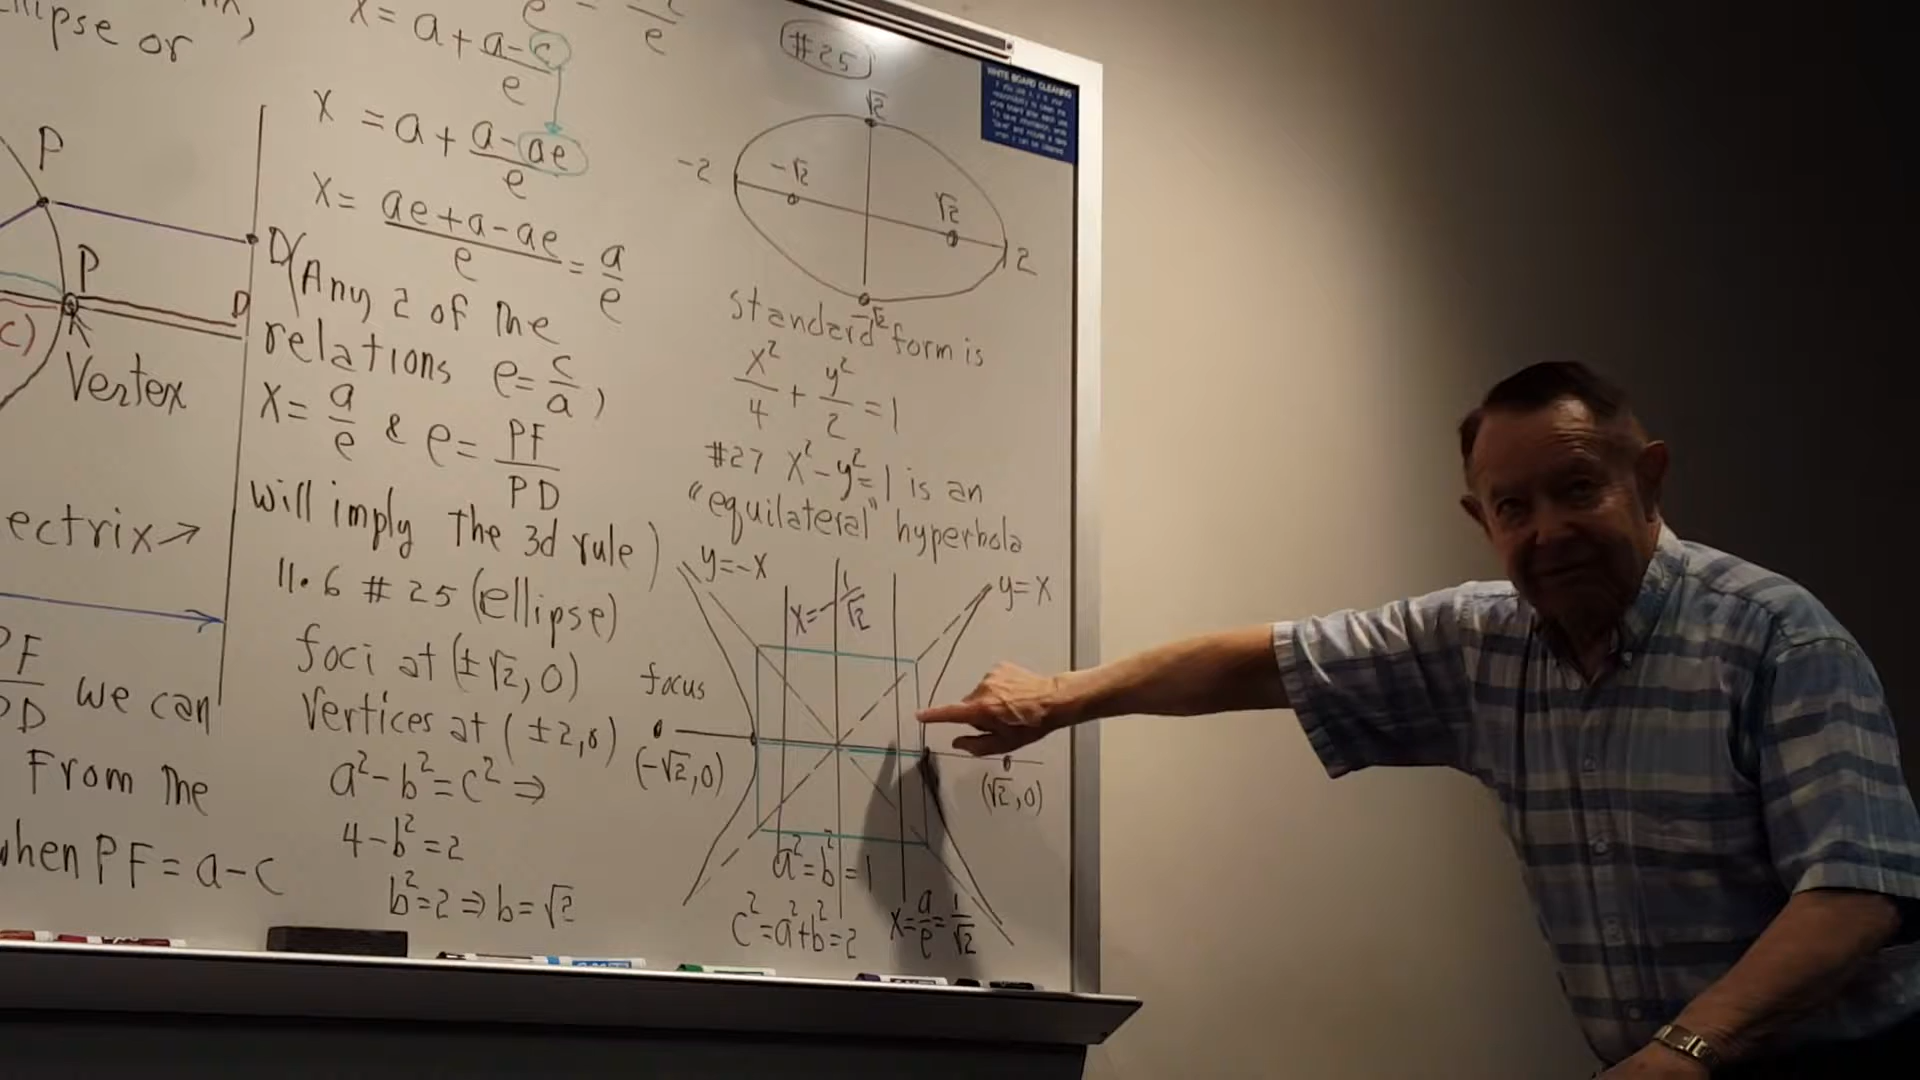 ellipse or
P
P
D
D
c)
Vertex
ectrix→
PF
PD we can
From the
when PF = a-c
x = a + a-c/e
x = a + a-ae/e
x = ae+a-ae/e = a/e
(Any 2 of the
relations e = c/a,
x = a/e & e = PF/PD
will imply the 3d rule)
11.6 #25 (ellipse)
foci at (±√2, 0)
Vertices at (±2, 0)
a² - b² = c² ⇒
4 - b² = 2
b² = 2 ⇒ b = √2
#25
√2
-2
-√2
√2
2
-√2
standard form is
x²/4 + y²/2 = 1
#27 x² - y² = 1 is an
"equilateral" hyperbola
y = -x
x = -1/√2
y = x
focus
(-√2, 0)
(√2, 0)
a² = b² = 1
c² = a² + b² = 2
x = a/e = 1/√2
WHITE BOARD CLEANING